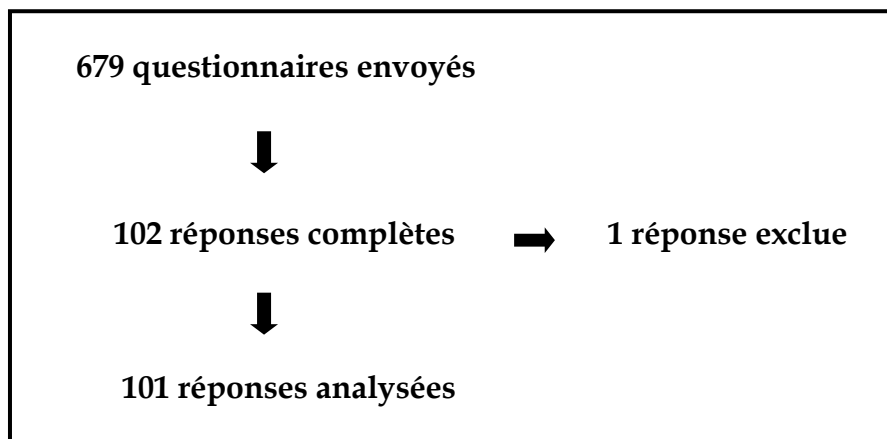 679 questionnaires envoyés
102 réponses complètes
1 réponse exclue
101 réponses analysées